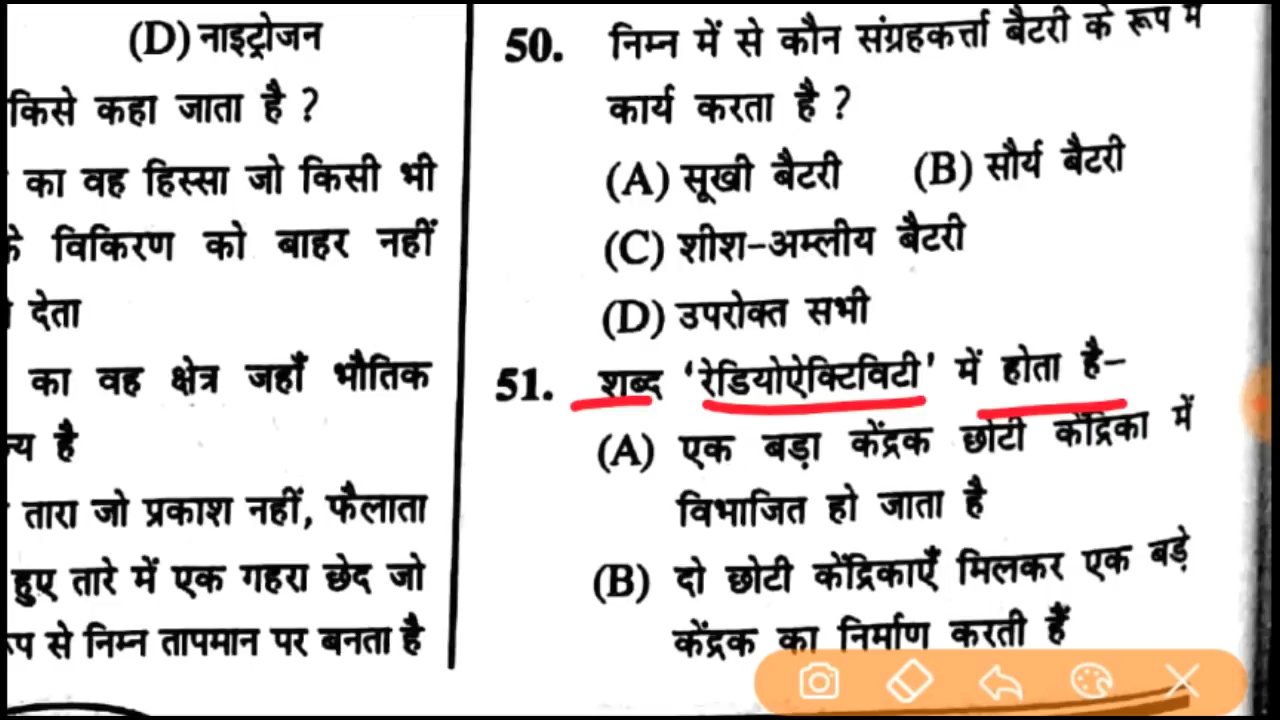 (D) नाइट्रोजन
किसे कहा जाता है ?
का वह हिस्सा जो किसी भी
विकिरण को बाहर नहीं
देता
का वह क्षेत्र जहाँ भौतिक
है
तारा जो प्रकाश नहीं, फैलाता
हुए तारे में एक गहरा छेद जो
से निम्न तापमान पर बनता है
50. निम्न में से कौन संग्रहकर्त्ता बैटरी के रूप में
कार्य करता है ?
(A) सूखी बैटरी (B) सौर्य बैटरी
(C) शीश-अम्लीय बैटरी
(D) उपरोक्त सभी
51. शब्द 'रेडियोऐक्टिविटी' में होता है-
(A) एक बड़ा केंद्रक छोटी केंद्रिका में
विभाजित हो जाता है
(B) दो छोटी केंद्रिकाएँ मिलकर एक बड़े
केंद्रक का निर्माण करती हैं